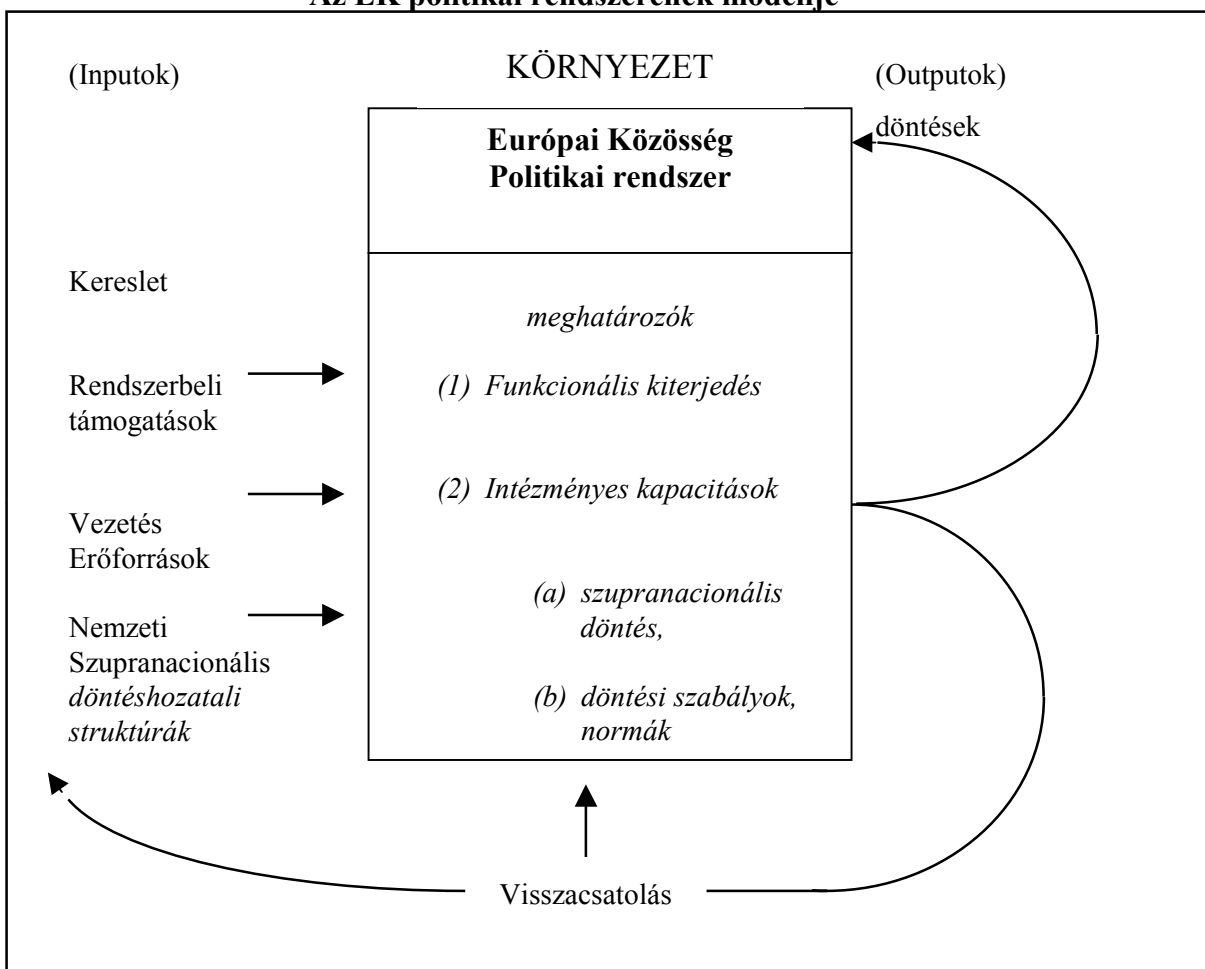 Az EK politikai rendszerének modellje
(Inputok)
KÖRNYEZET
(Outputok)
döntések
Európai Közösség
Politikai rendszer
Kereslet
Rendszerbeli
támogatások
Vezetés
Erőforrások
Nemzeti
Szupranacionális
döntéshozatali
struktúrák
meghatározók
(1) Funkcionális kiterjedés
(2) Intézményes kapacitások
(a) szupranacionális
döntés,
(b) döntési szabályok,
normák
Visszacsatolás